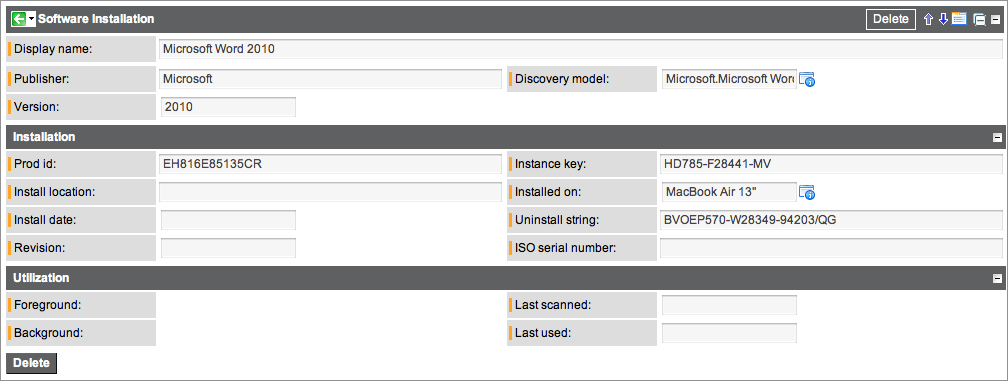 Software Installation Delete
Display name: Microsoft Word 2010
Publisher: Microsoft Discovery model: Microsoft.Microsoft Word
Version: 2010
Installation
Prod id: EH816E85135CR Instance key: HD785-F28441-MV
Install location: Installed on: MacBook Air 13"
Install date: Uninstall string: BVOEP570-W28349-94203/QG
Revision: ISO serial number:
Utilization
Foreground: Last scanned:
Background: Last used:
Delete